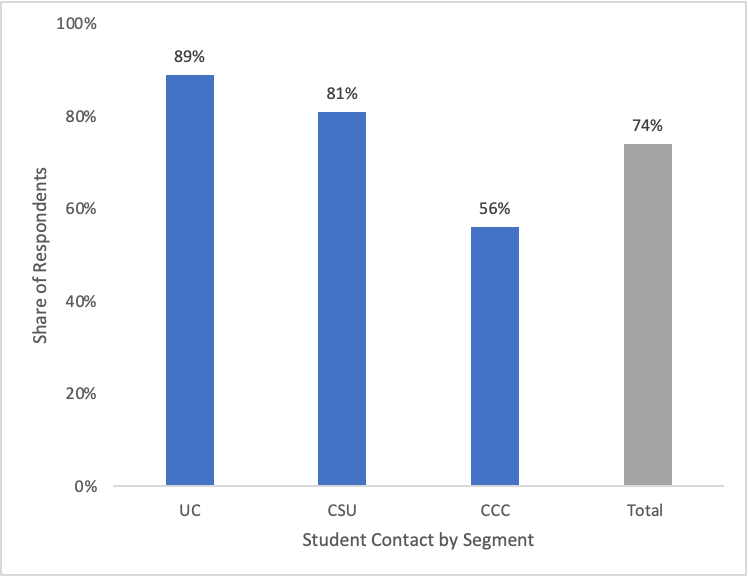 100%
80%
60%
40%
20%
0%
Share of Respondents
89%
81%
56%
74%
UC
CSU
CCC
Total
Student Contact by Segment